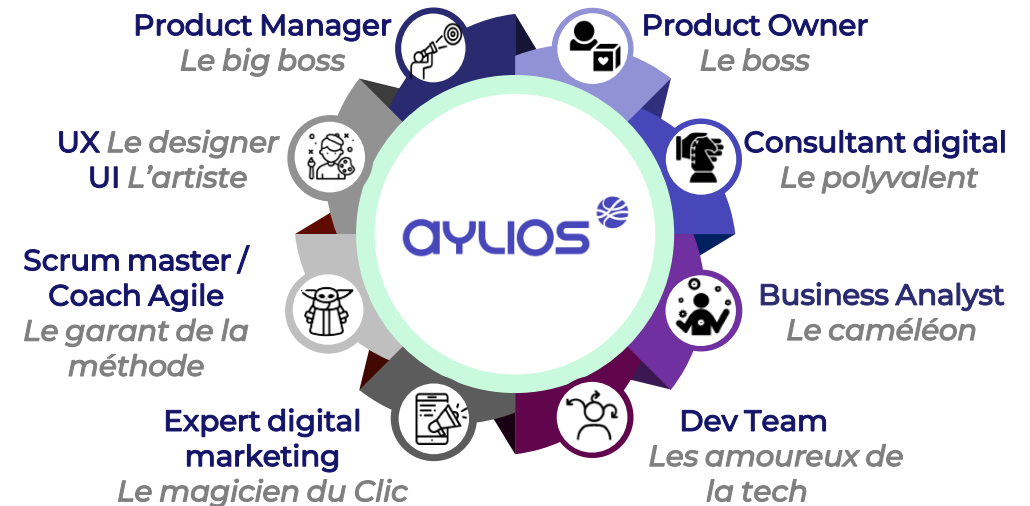 Product Manager
Le big boss
Product Owner
Le boss
UX Le designer
UI L’artiste
Consultant digital
Le polyvalent
aylios
Scrum master /
Coach Agile
Le garant de la
méthode
Business Analyst
Le caméléon
Expert digital
marketing
Le magicien du Clic
Dev Team
Les amoureux de
la tech